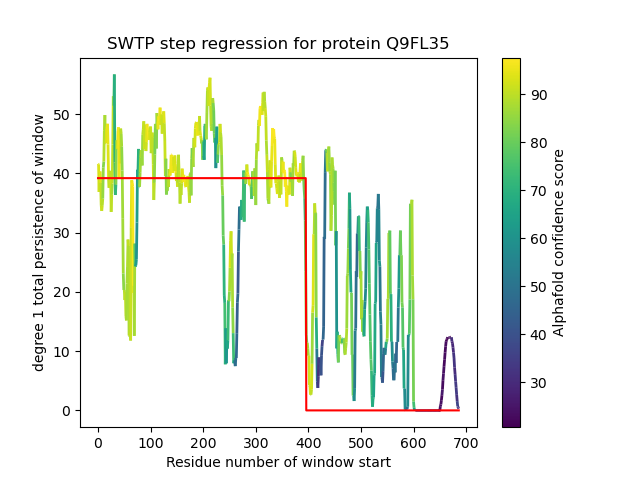 SWTP step regression for protein Q9FL35
degree 1 total persistence of window
50
40
30
20
10
0
0 100 200 300 400 500 600 700
Residue number of window start
90
80
70
60
50
40
30
Alphafold confidence score